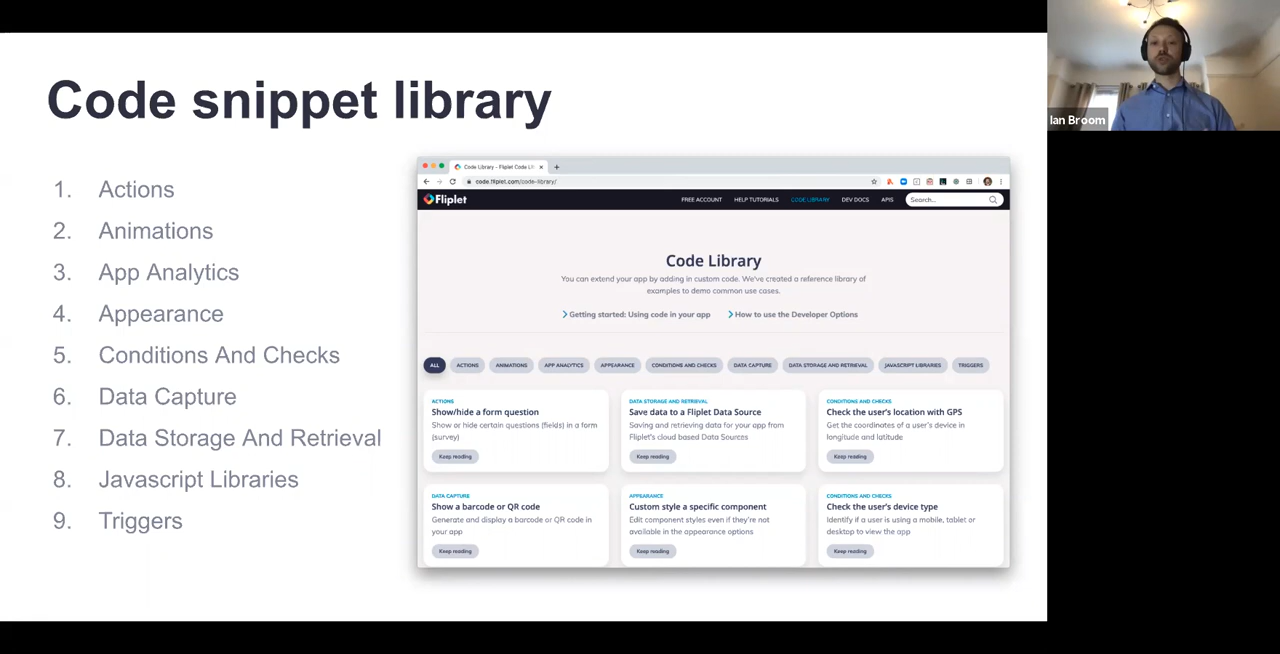 Code snippet library
1. Actions
2. Animations
3. App Analytics
4. Appearance
5. Conditions And Checks
6. Data Capture
7. Data Storage And Retrieval
8. Javascript Libraries
9. Triggers
Code Library - Fliplet Code Li
code.fliplet.com/code-library/
Fliplet
FREE ACCOUNT HELP TUTORIALS CODE LIBRARY DEV DOCS APIS Search...
Code Library
You can extend your app by adding in custom code. We've created a reference library of
examples to demo common use cases.
Getting started: Using code in your app How to use the Developer Options
ALL ACTIONS ANIMATIONS APP ANALYTICS APPEARANCE CONDITIONS AND CHECKS DATA CAPTURE DATA STORAGE AND RETRIEVAL JAVASCRIPT LIBRARIES TRIGGERS
ACTIONS
Show/hide a form question
Show or hide certain questions (fields) in a form
(survey)
Keep reading
DATA STORAGE AND RETRIEVAL
Save data to a Fliplet Data Source
Saving and retrieving data for your app from
Fliplet's cloud based Data Sources
Keep reading
CONDITIONS AND CHECKS
Check the user's location with GPS
Get the coordinates of a user's device in
longitude and latitude
Keep reading
DATA CAPTURE
Show a barcode or QR code
Generate and display a barcode or QR code in
your app
Keep reading
APPEARANCE
Custom style a specific component
Edit component styles even if they're not
available in the appearance options
Keep reading
CONDITIONS AND CHECKS
Check the user's device type
Identify if a user is using a mobile, tablet or
desktop to view the app
Keep reading
Ian Broom